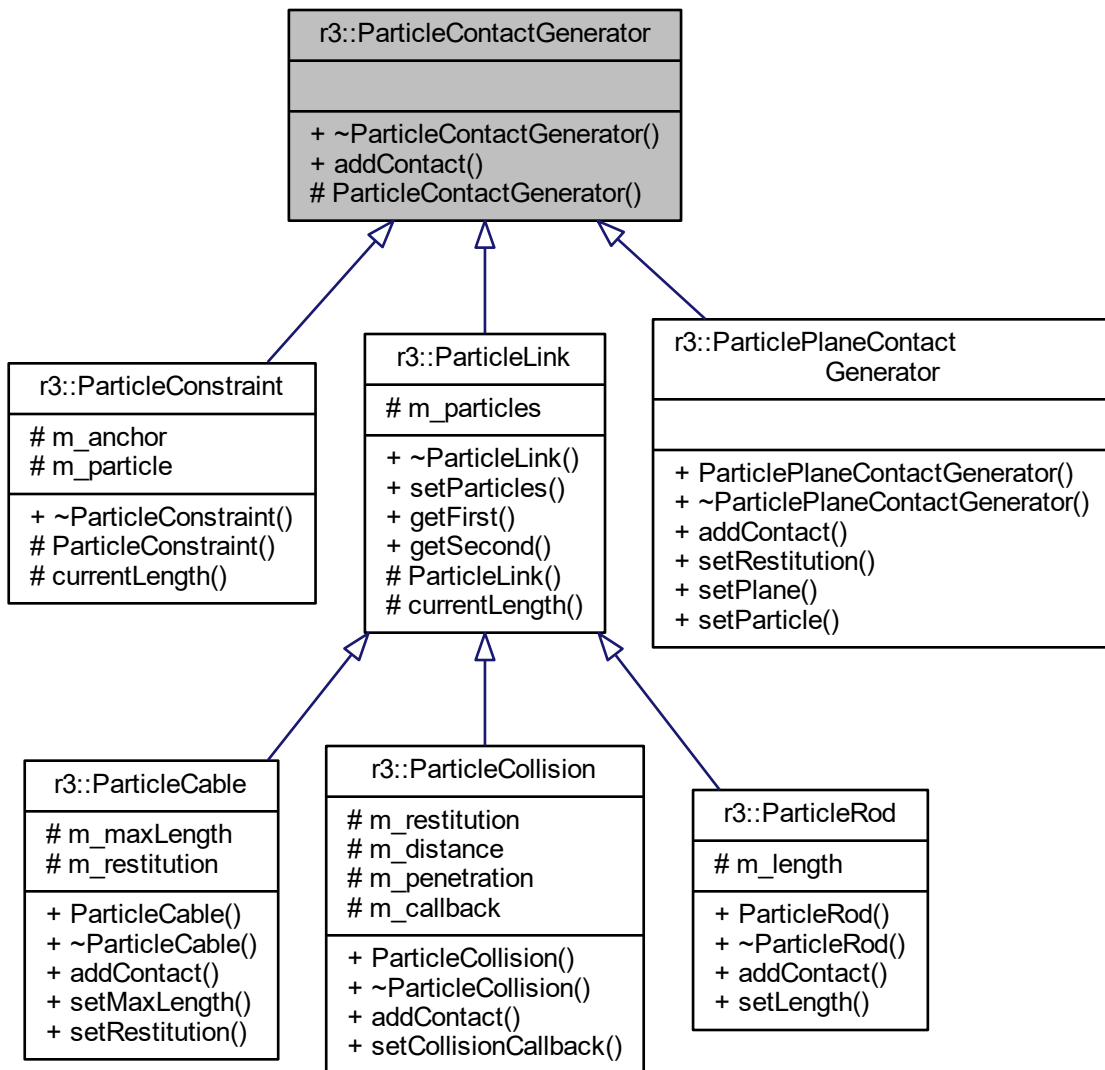 r3::ParticleContactGenerator
+ ~ParticleContactGenerator()
+ addContact()
# ParticleContactGenerator()
r3::ParticleConstraint
# m_anchor
# m_particle
+ ~ParticleConstraint()
# ParticleConstraint()
# currentLength()
r3::ParticleLink
# m_particles
+ ~ParticleLink()
+ setParticles()
+ getFirst()
+ getSecond()
# ParticleLink()
# currentLength()
r3::ParticlePlaneContact
Generator
+ ParticlePlaneContactGenerator()
+ ~ParticlePlaneContactGenerator()
+ addContact()
+ setRestitution()
+ setPlane()
+ setParticle()
r3::ParticleCable
# m_maxLength
# m_restitution
+ ParticleCable()
+ ~ParticleCable()
+ addContact()
+ setMaxLength()
+ setRestitution()
r3::ParticleCollision
# m_restitution
# m_distance
# m_penetration
# m_callback
+ ParticleCollision()
+ ~ParticleCollision()
+ addContact()
+ setCollisionCallback()
r3::ParticleRod
# m_length
+ ParticleRod()
+ ~ParticleRod()
+ addContact()
+ setLength()